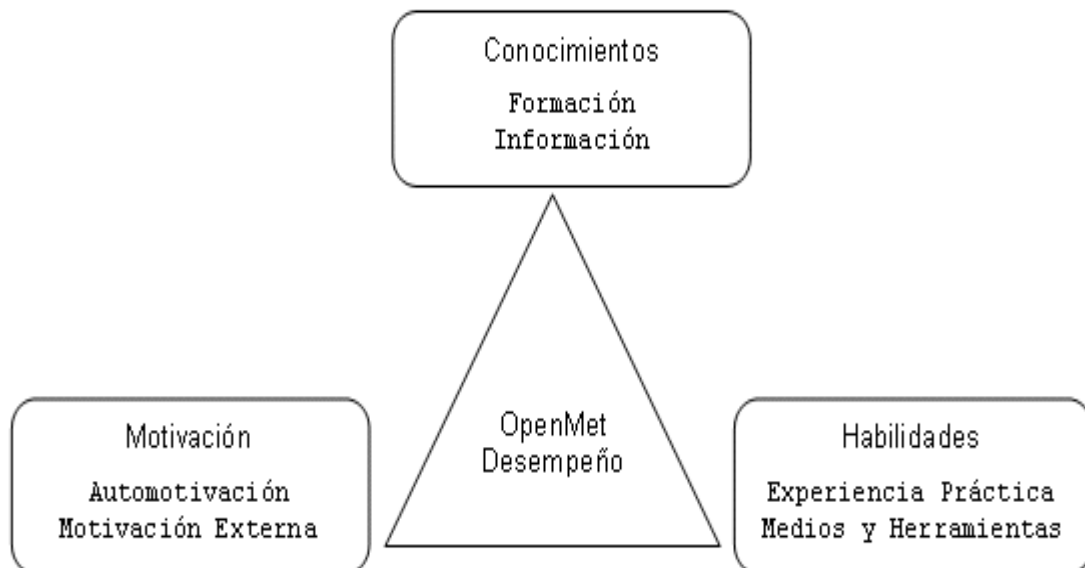 Conocimientos
Formación
Información
OpenMet
Desempeño
Motivación
Automotivación
Motivación Externa
Habilidades
Experiencia Práctica
Medios y Herramientas